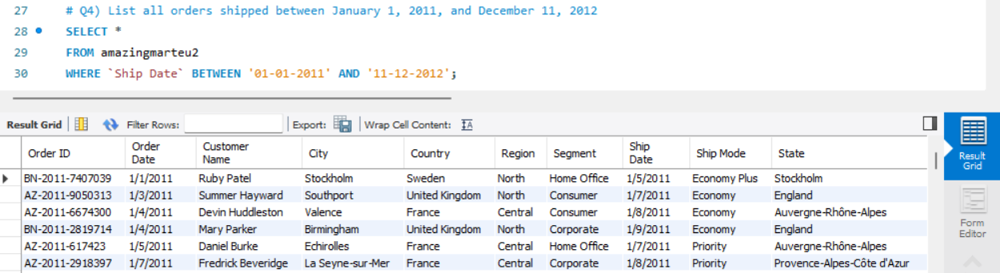 27 # Q4) List all orders shipped between January 1, 2011, and December 11, 2012
28 SELECT *
29 FROM amazingmarteu2
30 WHERE `Ship Date` BETWEEN '01-01-2011' AND '11-12-2012';
Result Grid Filter Rows: Export: Wrap Cell Content: IA
Order ID Order Date Customer Name City Country Region Segment Ship Date Ship Mode State
BN-2011-7407039 1/1/2011 Ruby Patel Stockholm Sweden North Home Office 1/5/2011 Economy Plus Stockholm
AZ-2011-9050313 1/3/2011 Summer Hayward Southport United Kingdom North Consumer 1/7/2011 Economy England
AZ-2011-6674300 1/4/2011 Devin Huddleston Valence France Central Consumer 1/8/2011 Economy Auvergne-Rhône-Alpes
BN-2011-2819714 1/4/2011 Mary Parker Birmingham United Kingdom North Corporate 1/9/2011 Economy England
AZ-2011-617423 1/5/2011 Daniel Burke Echirolles France Central Home Office 1/7/2011 Priority Auvergne-Rhône-Alpes
AZ-2011-2918397 1/7/2011 Fredrick Beveridge La Seyne-sur-Mer France Central Corporate 1/8/2011 Priority Provence-Alpes-Côte d'Azur
Result
Grid
Form
Editor